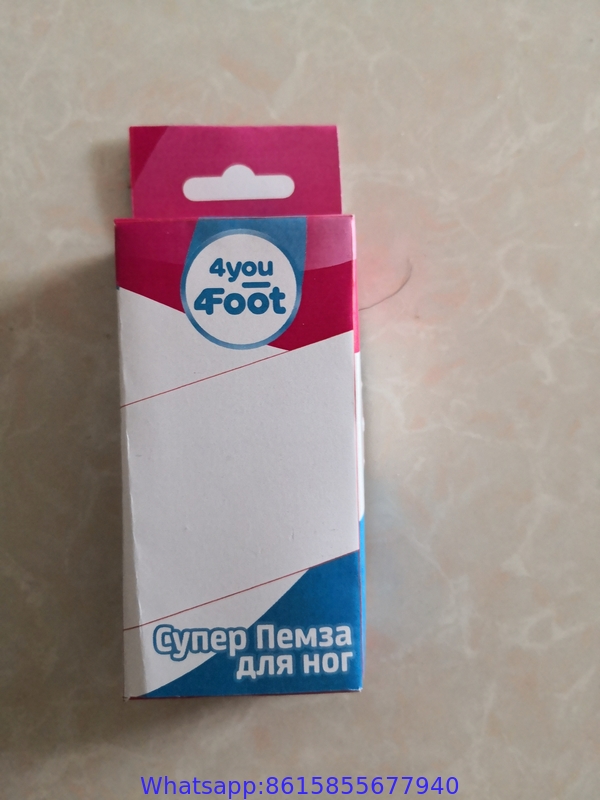 4you
4Foot
Супер Пемза
для ног
Whatsapp:8615855677940